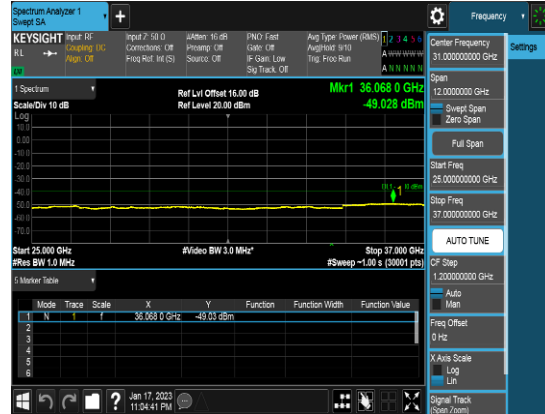 Spectrum Analyzer 1
Swept SA
+
Frequency
KEYSIGHT
RL
Input: RF
Coupling: DC
Align: Off
Input Z: 50 Ω
Corrections: Off
Freq Ref: Int (S)
#Atten: 16 dB
Preamp: Off
Source: Off
PNO: Fast
Gate: Off
IF Gain: Low
Sig Track: Off
Avg Type: Power (RMS)
Avg|Hold: 9/10
Trig: Free Run
1 2 3 4 5 6
A W W W W W
A N N N N N
1 Spectrum
Scale/Div 10 dB
Ref Lvl Offset 16.00 dB
Ref Level 20.00 dBm
Mkr1 36.068 0 GHz
-49.028 dBm
Log
10.0
0.00
-10.0
-20.0
-30.0
-40.0
-50.0
-60.0
-70.0
1
Start 25.000 GHz
#Res BW 1.0 MHz
#Video BW 3.0 MHz*
Stop 37.000 GHz
#Sweep ~1.00 s (30001 pts)
5 Marker Table
Mode Trace Scale X Y Function Function Width Function Value
1 N 1 f 36.068 0 GHz -49.03 dBm
2
3
4
5
6
Jan 17, 2023
11:04:41 PM
Center Frequency
31.000000000 GHz
Settings
Span
12.0000000 GHz
Swept Span
Zero Span
Full Span
Start Freq
25.000000000 GHz
Stop Freq
37.000000000 GHz
AUTO TUNE
CF Step
1.200000000 GHz
Auto
Man
Freq Offset
0 Hz
X Axis Scale
Log
Lin
Signal Track
(Span Zoom)